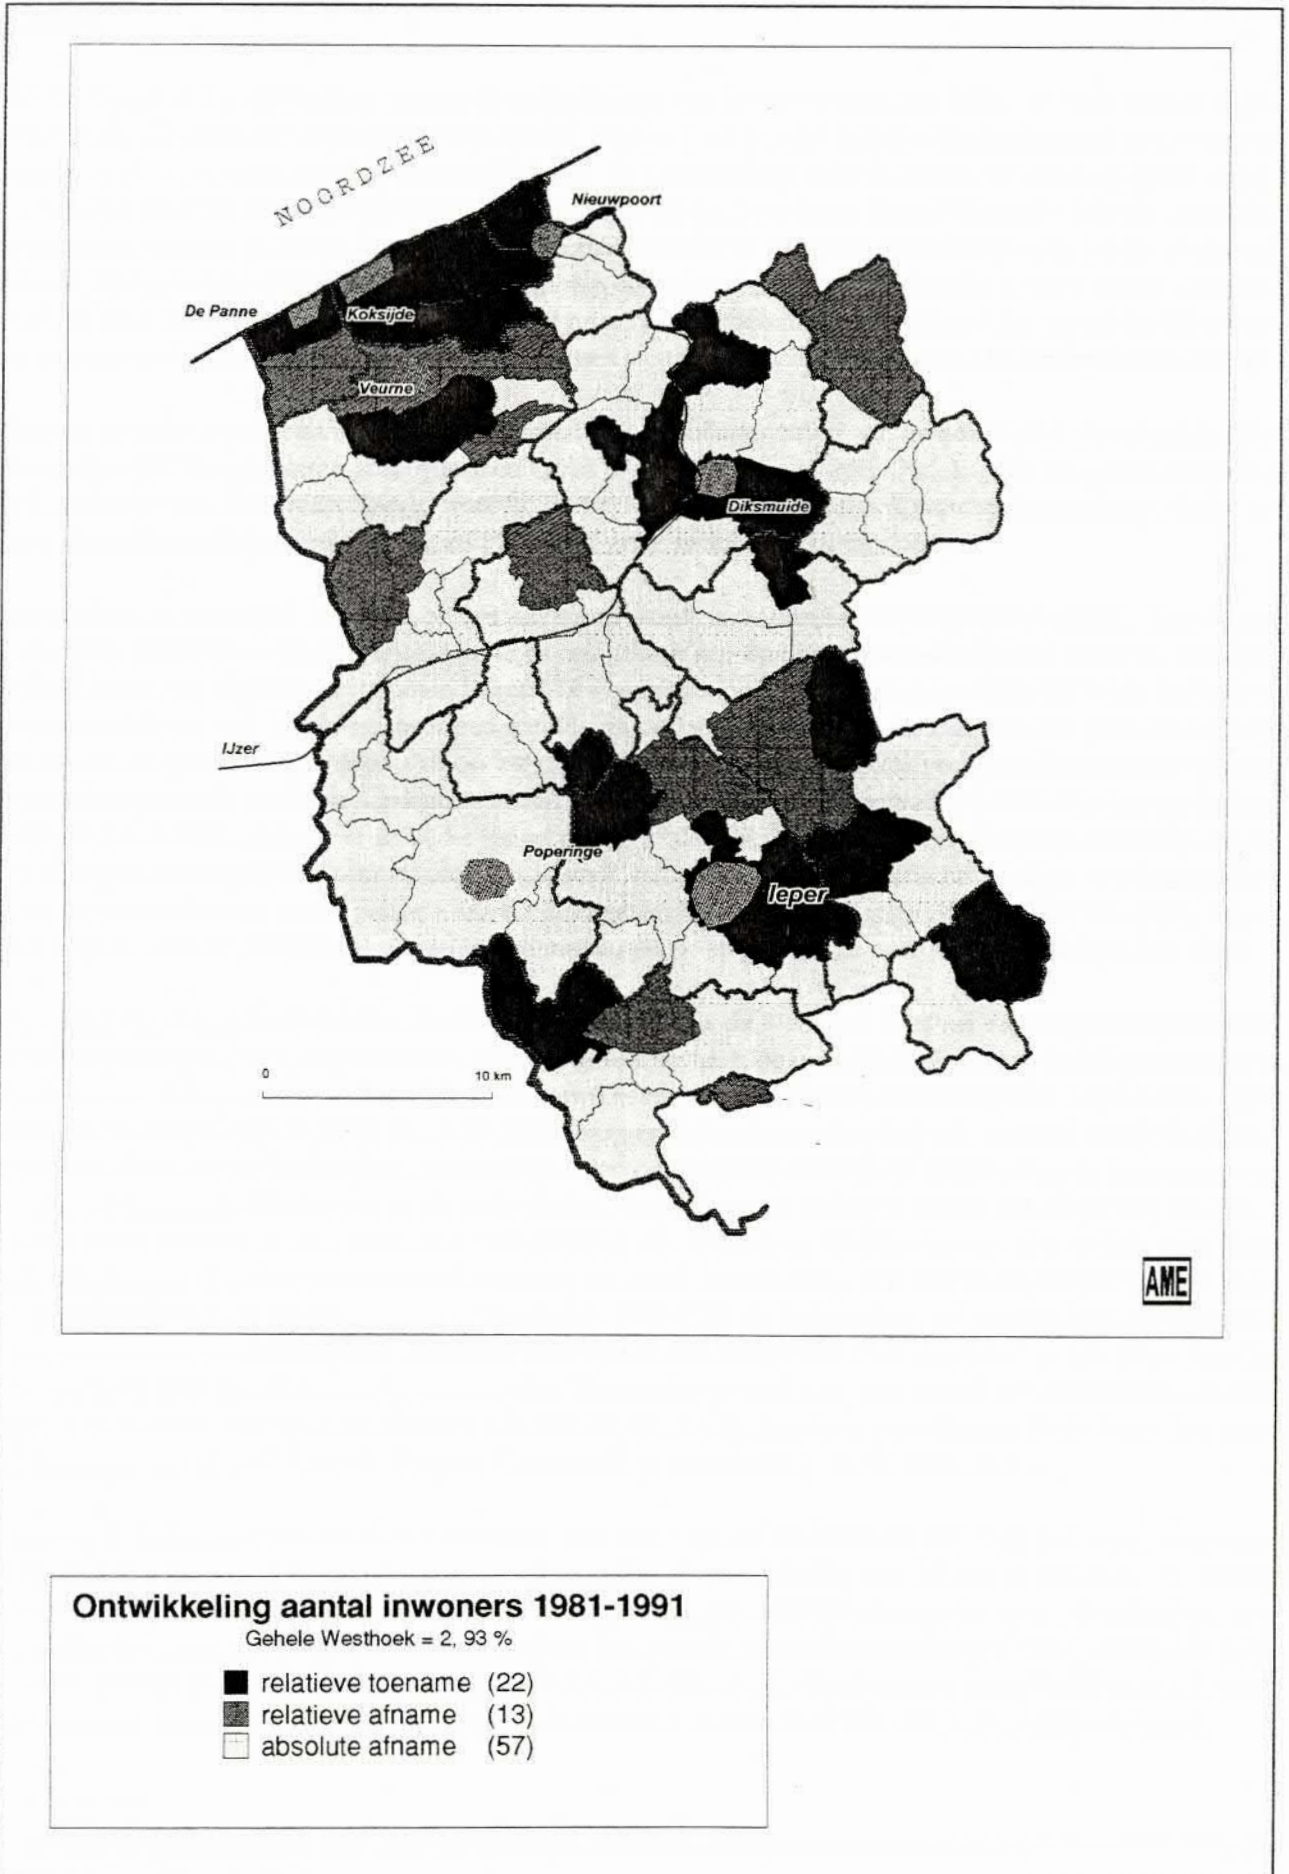 NOORDZEE
Nieuwpoort
De Panne
Koksijde
Veurne
Diksmuide
IJzer
Poperinge
Ieper
0 10 km
AME
Ontwikkeling aantal inwoners 1981-1991
Gehele Westhoek = 2, 93 %
relatieve toename (22)
relatieve afname (13)
absolute afname (57)